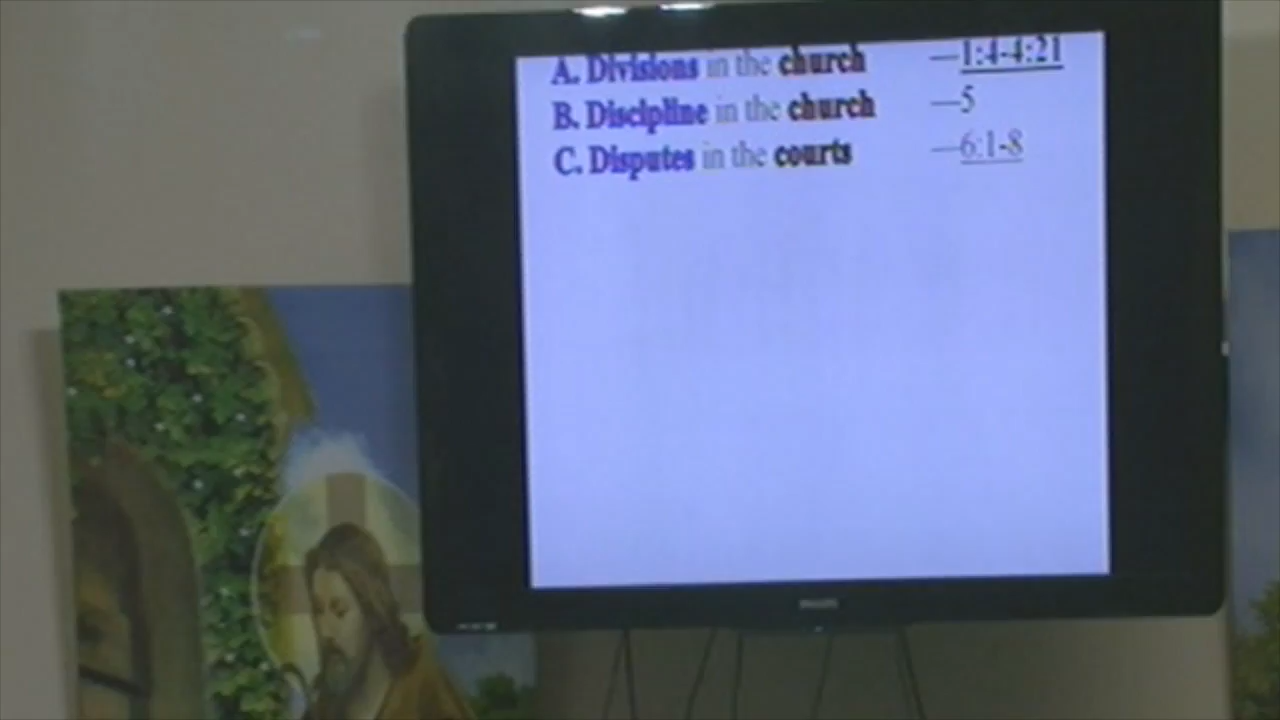 A. Divisions in the church —1:4-4:21
B. Discipline in the church —5
C. Disputes in the courts —6:1-8
PHILIPS